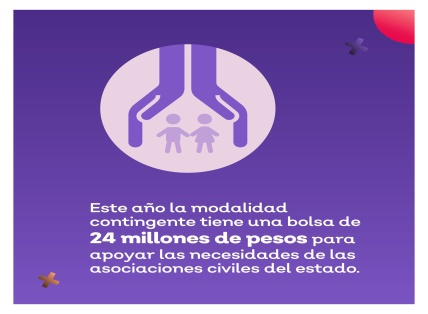 Este año la modalidad
contingente tiene una bolsa de
24 millones de pesos para
apoyar las necesidades de las
asociaciones civiles del estado.